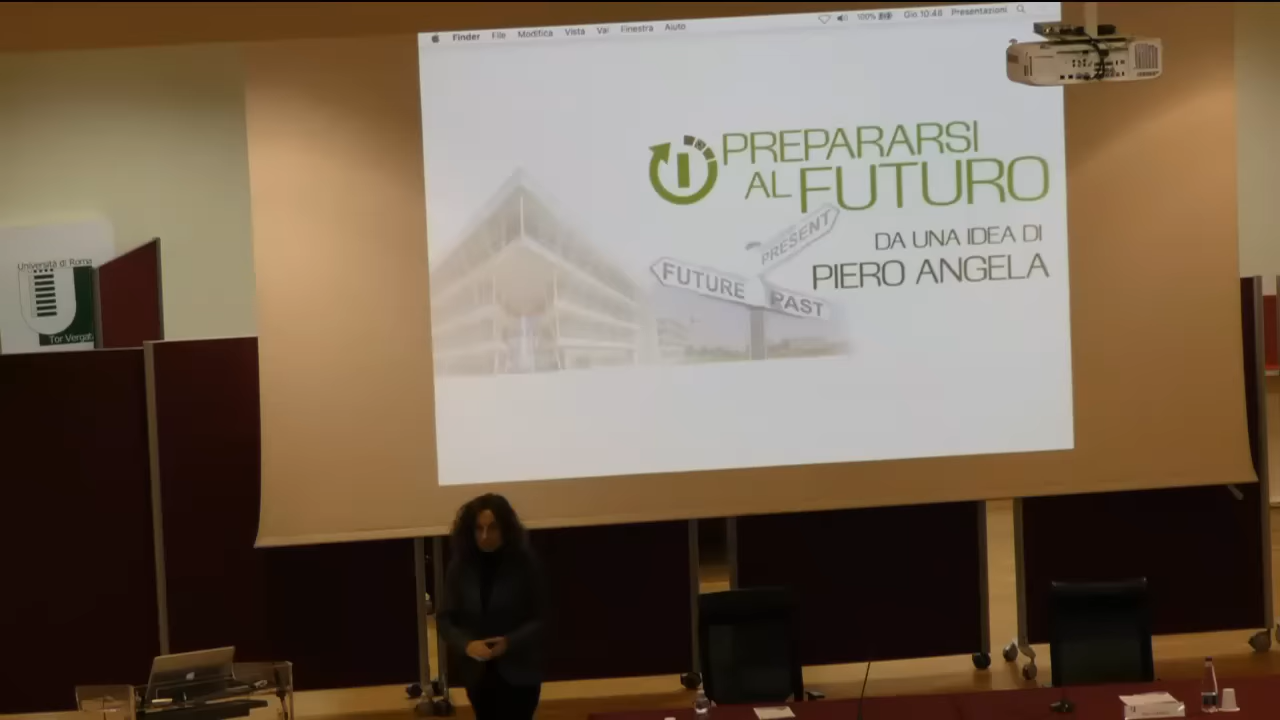 Finder File Modifica Vista Vai Finestra Aiuto 100% Gio 10:48 Presentazioni
PREPARARSI
AL FUTURO
DA UNA IDEA DI
PIERO ANGELA
PRESENT
FUTURE
PAST
Università di Roma
Tor Vergata